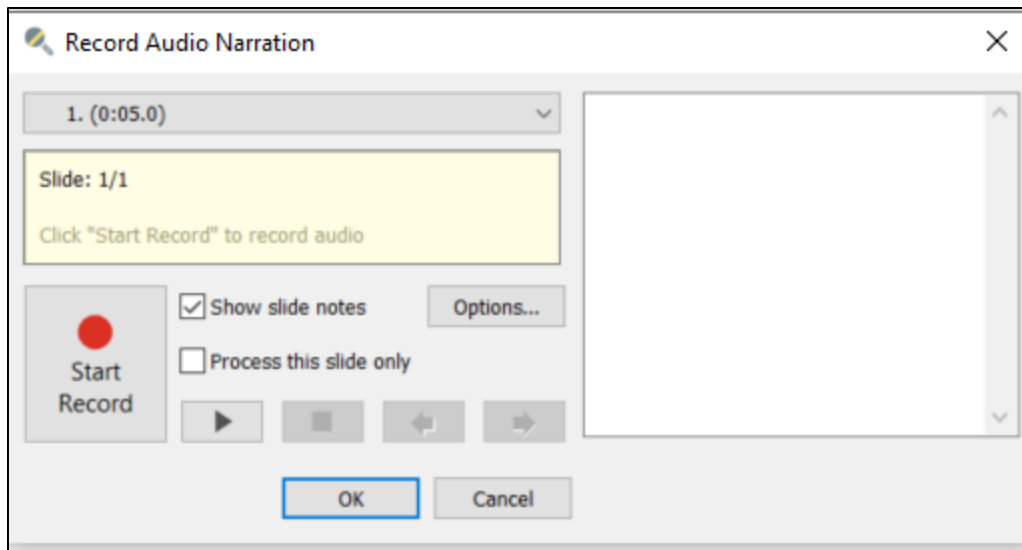 Record Audio Narration
1. (0:05.0)
Slide: 1/1
Click "Start Record" to record audio
Start
Record
Show slide notes
Options...
Process this slide only
OK
Cancel